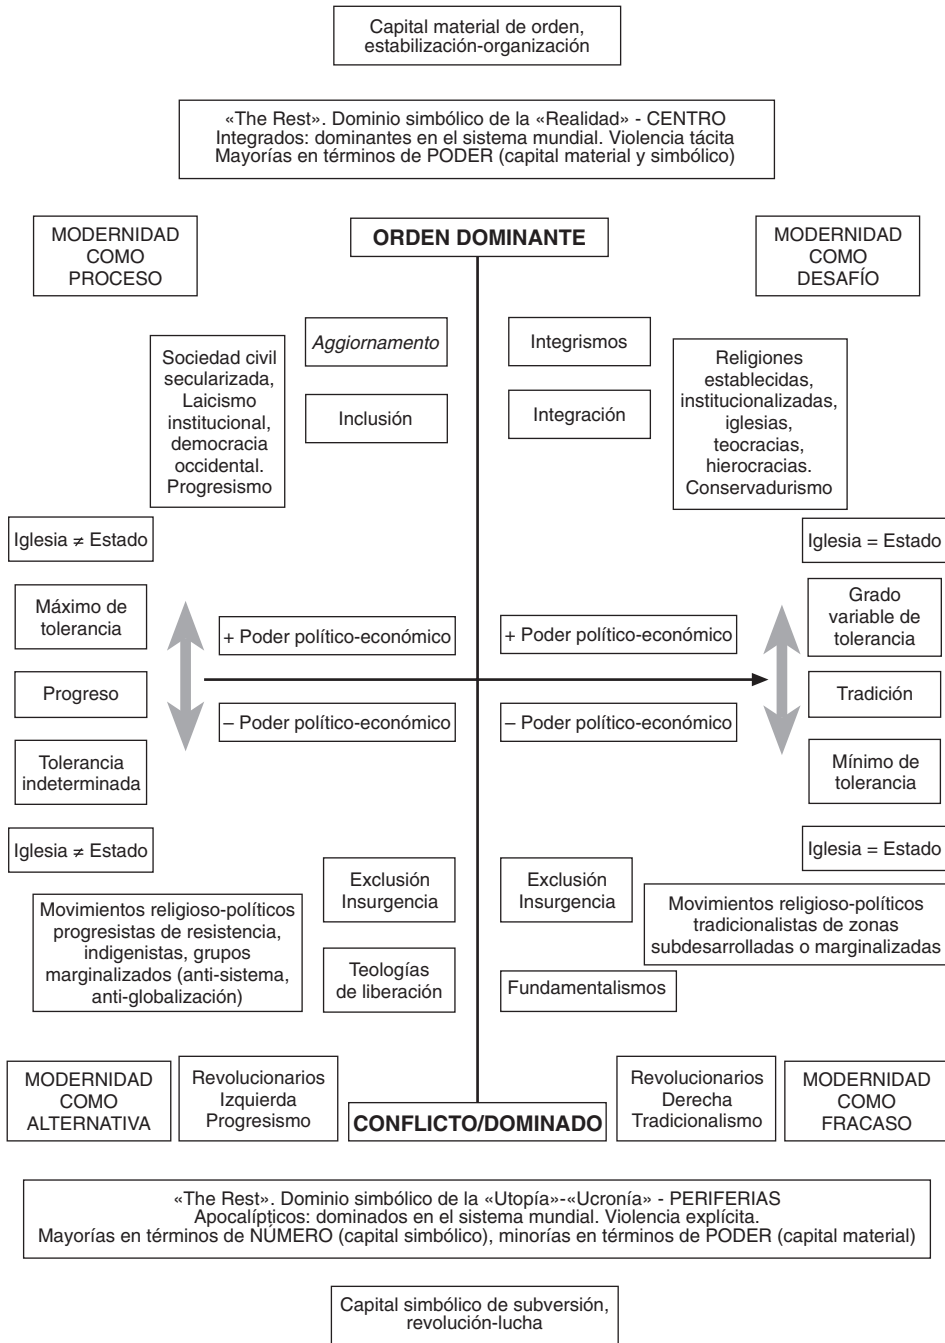 Capital material de orden,
estabilización-organización
«The Rest». Dominio simbólico de la «Realidad» - CENTRO
Integrados: dominantes en el sistema mundial. Violencia tácita
Mayorías en términos de PODER (capital material y simbólico)
MODERNIDAD
COMO
PROCESO
ORDEN DOMINANTE
MODERNIDAD
COMO
DESAFÍO
Sociedad civil
secularizada,
Laicismo
institucional,
democracia
occidental.
Progresismo
Aggiornamento
Inclusión
Integrismos
Integración
Religiones
establecidas,
institucionalizadas,
iglesias,
teocracias,
hierocracias.
Conservadurismo
Iglesia ≠ Estado
Iglesia = Estado
Máximo de
tolerancia
+ Poder político-económico
+ Poder político-económico
Grado
variable de
tolerancia
Progreso
Tradición
– Poder político-económico
– Poder político-económico
Tolerancia
indeterminada
Mínimo de
tolerancia
Iglesia ≠ Estado
Iglesia = Estado
Exclusión
Insurgencia
Exclusión
Insurgencia
Movimientos religioso-políticos
progresistas de resistencia,
indigenistas, grupos
marginalizados (anti-sistema,
anti-globalización)
Teologías
de liberación
Fundamentalismos
Movimientos religioso-políticos
tradicionalistas de zonas
subdesarrolladas o marginalizadas
MODERNIDAD
COMO
ALTERNATIVA
Revolucionarios
Izquierda
Progresismo
CONFLICTO/DOMINADO
Revolucionarios
Derecha
Tradicionalismo
MODERNIDAD
COMO
FRACASO
«The Rest». Dominio simbólico de la «Utopía»-«Ucronía» - PERIFERIAS
Apocalípticos: dominados en el sistema mundial. Violencia explícita.
Mayorías en términos de NÚMERO (capital simbólico), minorías en términos de PODER (capital material)
Capital simbólico de subversión,
revolución-lucha